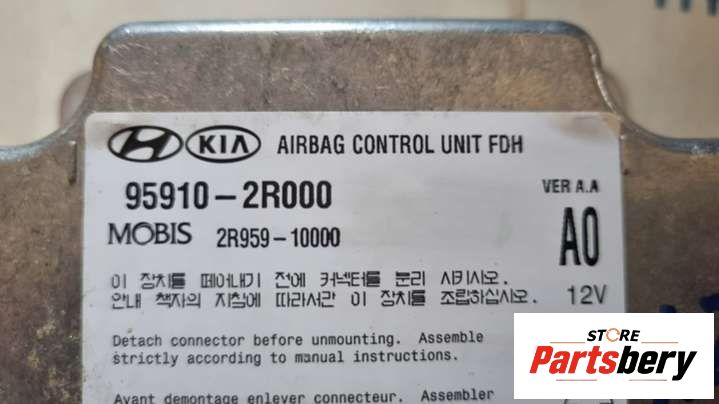 KIA AIRBAG CONTROL UNIT FDH
95910-2R000
VER A.A
MOBIS 2R959-10000
A0
이 장치를 떼어내기 전에 커넥터를 분리 시키시오.
안내 책자의 지침에 따라서만 이 장치를 조립하십시오. 12V
Detach connector before unmounting. Assemble
strictly according to manual instructions.
Avant demontage enlever connecteur. Assembler
STORE
Partsbery